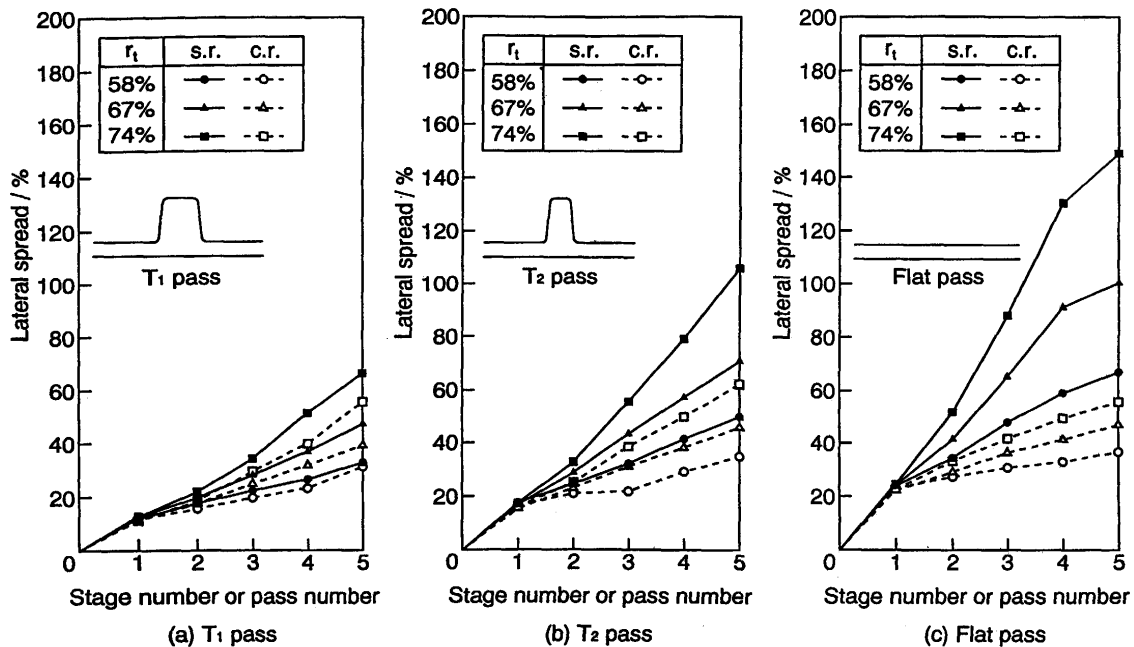 200
180
160
140
120
100
80
60
40
20
0
Lateral spread / %
rt s.r. c.r.
58%
67%
74%
T1 pass
1 2 3 4 5
Stage number or pass number
(a) T1 pass
200
180
160
140
120
100
80
60
40
20
0
Lateral spread / %
rt s.r. c.r.
58%
67%
74%
T2 pass
1 2 3 4 5
Stage number or pass number
(b) T2 pass
200
180
160
140
120
100
80
60
40
20
0
Lateral spread / %
rt s.r. c.r.
58%
67%
74%
Flat pass
1 2 3 4 5
Stage number or pass number
(c) Flat pass